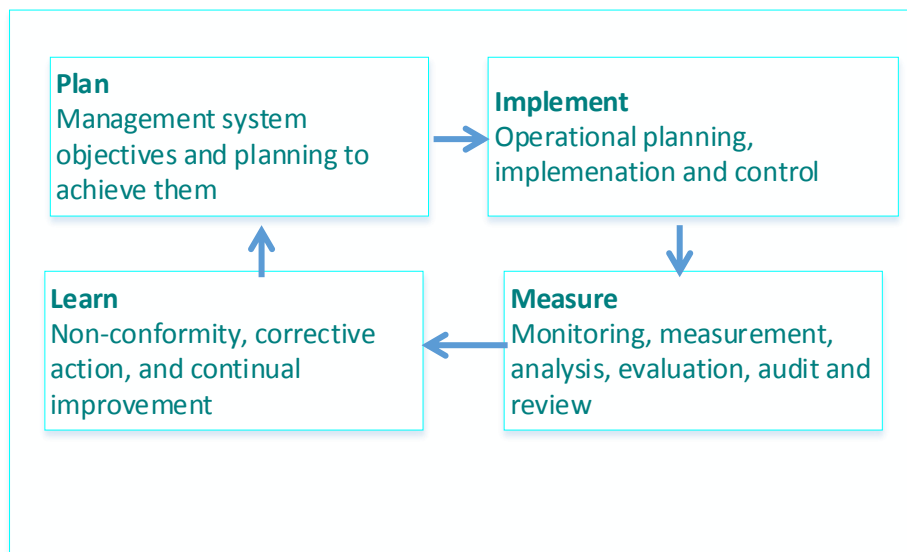 Plan
Management system
objectives and planning to
achieve them
Implement
Operational planning,
implemenation and control
Learn
Non-conformity, corrective
action, and continual
improvement
Measure
Monitoring, measurement,
analysis, evaluation, audit and
review